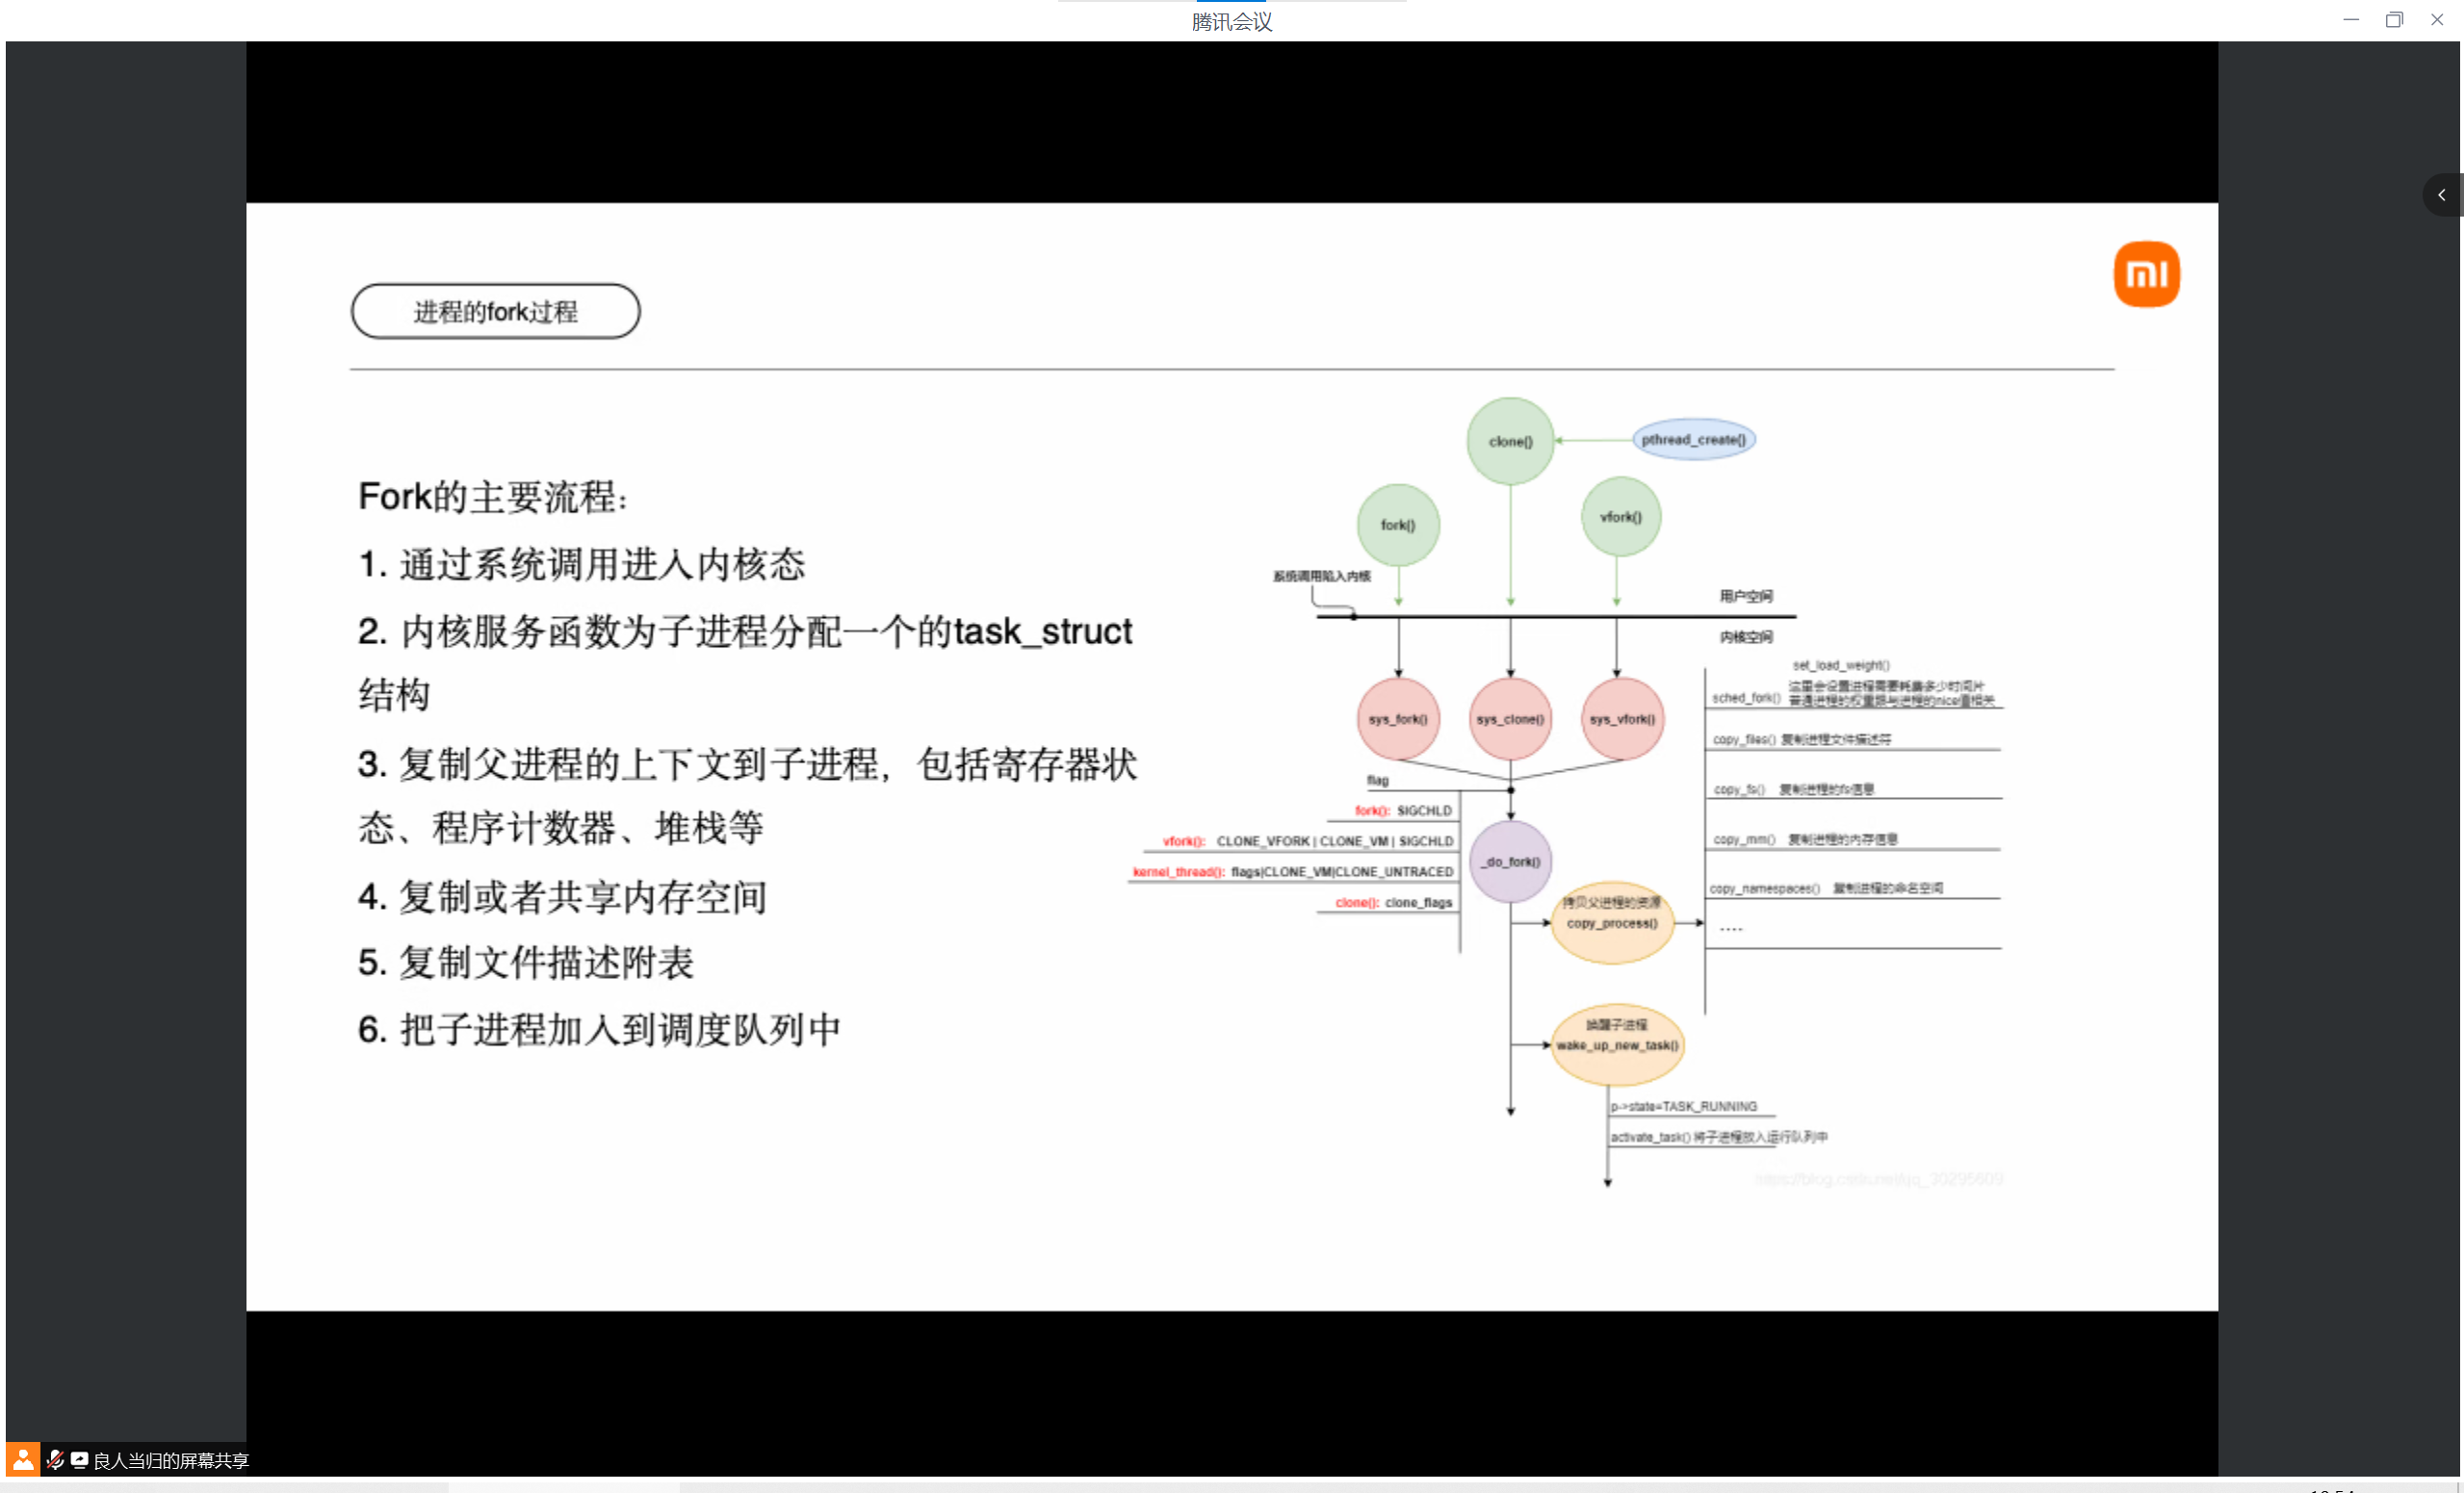 腾讯会议
进程的fork过程
Fork的主要流程：
1. 通过系统调用进入内核态
2. 内核服务函数为子进程分配一个的task_struct
结构
3. 复制父进程的上下文到子进程，包括寄存器状
态、程序计数器、堆栈等
4. 复制或者共享内存空间
5. 复制文件描述附表
6. 把子进程加入到调度队列中
clone()
pthread_create()
fork()
vfork()
系统调用陷入内核
用户空间
内核空间
sys_fork()
sys_clone()
sys_vfork()
flag
fork(): SIGCHLD
vfork(): CLONE_VFORK | CLONE_VM | SIGCHLD
kernel_thread(): flags|CLONE_VM|CLONE_UNTRACED
clone(): clone_flags
_do_fork()
拷贝父进程的资源
copy_process()
set_load_weight()
这里会设置进程需要耗费多少时间片
sched_fork() 普通进程的权重跟与进程的nice值相关
copy_files() 复制进程文件描述符
copy_fs() 复制进程的fs信息
copy_mm() 复制进程的内存信息
copy_namespaces() 复制进程的命名空间
....
唤醒子进程
wake_up_new_task()
p->state=TASK_RUNNING
activate_task() 将子进程放入运行队列中
https://blog.csdn.net/qq_30295609
良人当归的屏幕共享